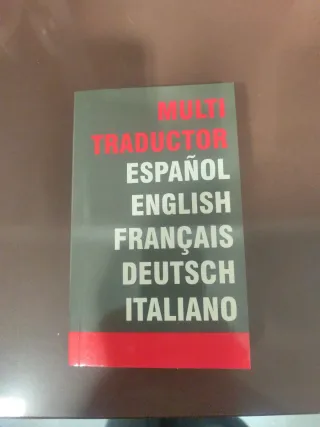 MULTI
TRADUCTOR
ESPAÑOL
ENGLISH
FRANÇAIS
DEUTSCH
ITALIANO